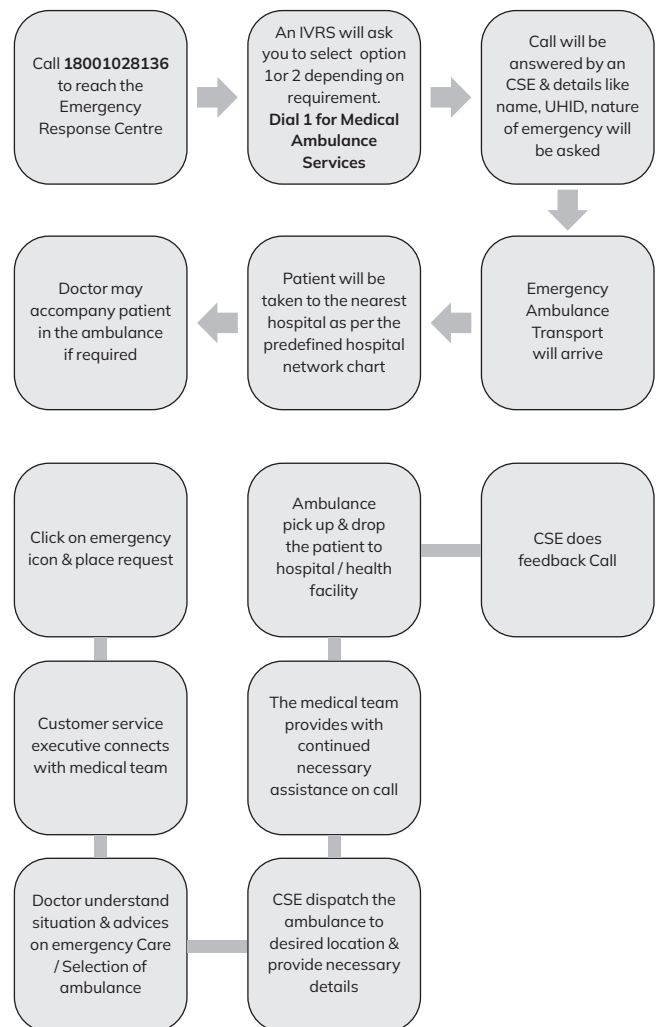 Call 18001028136
to reach the
Emergency
Response Centre
An IVRS will ask
you to select option
1or 2 depending on
requirement.
Dial 1 for Medical
Ambulance
Services
Call will be
answered by an
CSE & details like
name, UHID, nature
of emergency will
be asked
Emergency
Ambulance
Transport
will arrive
Patient will be
taken to the nearest
hospital as per the
predefined hospital
network chart
Doctor may
accompany patient
in the ambulance
if required
Click on emergency
icon & place request
Customer service
executive connects
with medical team
Doctor understand
situation & advices
on emergency Care
/ Selection of
ambulance
CSE dispatch the
ambulance to
desired location &
provide necessary
details
The medical team
provides with
continued
necessary
assistance on call
Ambulance
pick up & drop
the patient to
hospital / health
facility
CSE does
feedback Call